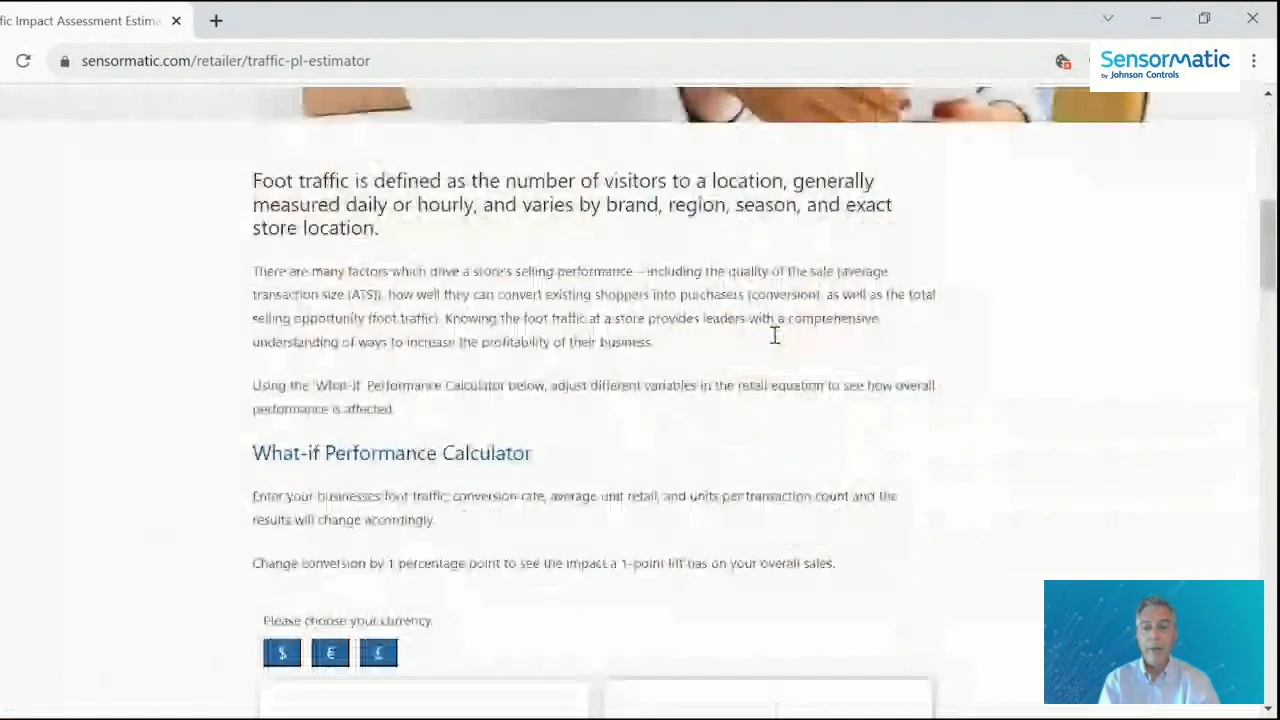 fic Impact Assessment Estima
sensormatic.com/retailer/traffic-pl-estimator
Sensormatic
by Johnson Controls
Foot traffic is defined as the number of visitors to a location, generally
measured daily or hourly, and varies by brand, region, season, and exact
store location.
There are many factors which drive a store's selling performance – including the quality of the sale (average
transaction size (ATS)), how well they can convert existing shoppers into purchasers (conversion), as well as the total
selling opportunity (foot traffic). Knowing the foot traffic at a store provides leaders with a comprehensive
understanding of ways to increase the profitability of their business.
Using the 'What-if' Performance Calculator below, adjust different variables in the retail equation to see how overall
performance is affected.
What-if Performance Calculator
Enter your businesses foot traffic, conversion rate, average unit retail, and units per transaction count and the
results will change accordingly.
Change conversion by 1 percentage point to see the impact a 1-point lift has on your overall sales.
Please choose your currency.
$ € £